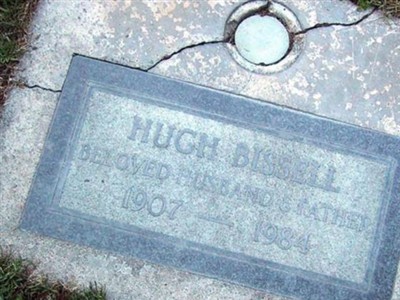 HUGH BISSELL
BELOVED HUSBAND & FATHER
1907 — 1984